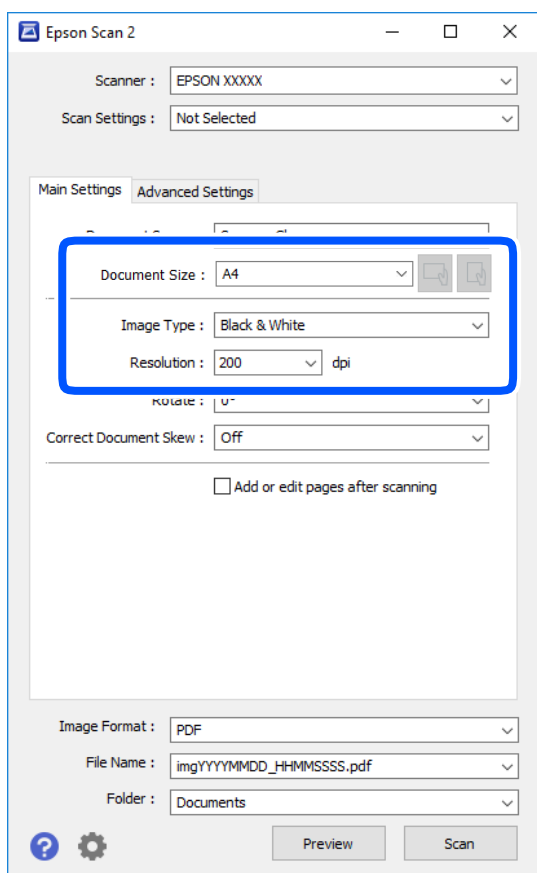 Epson Scan 2
Scanner : EPSON XXXXX
Scan Settings : Not Selected
Main Settings Advanced Settings
Document Size : A4
Image Type : Black & White
Resolution : 200 dpi
Rotate : 0°
Correct Document Skew : Off
Add or edit pages after scanning
Image Format : PDF
File Name : imgYYYYMMDD_HHMMSSSS.pdf
Folder : Documents
? Preview Scan